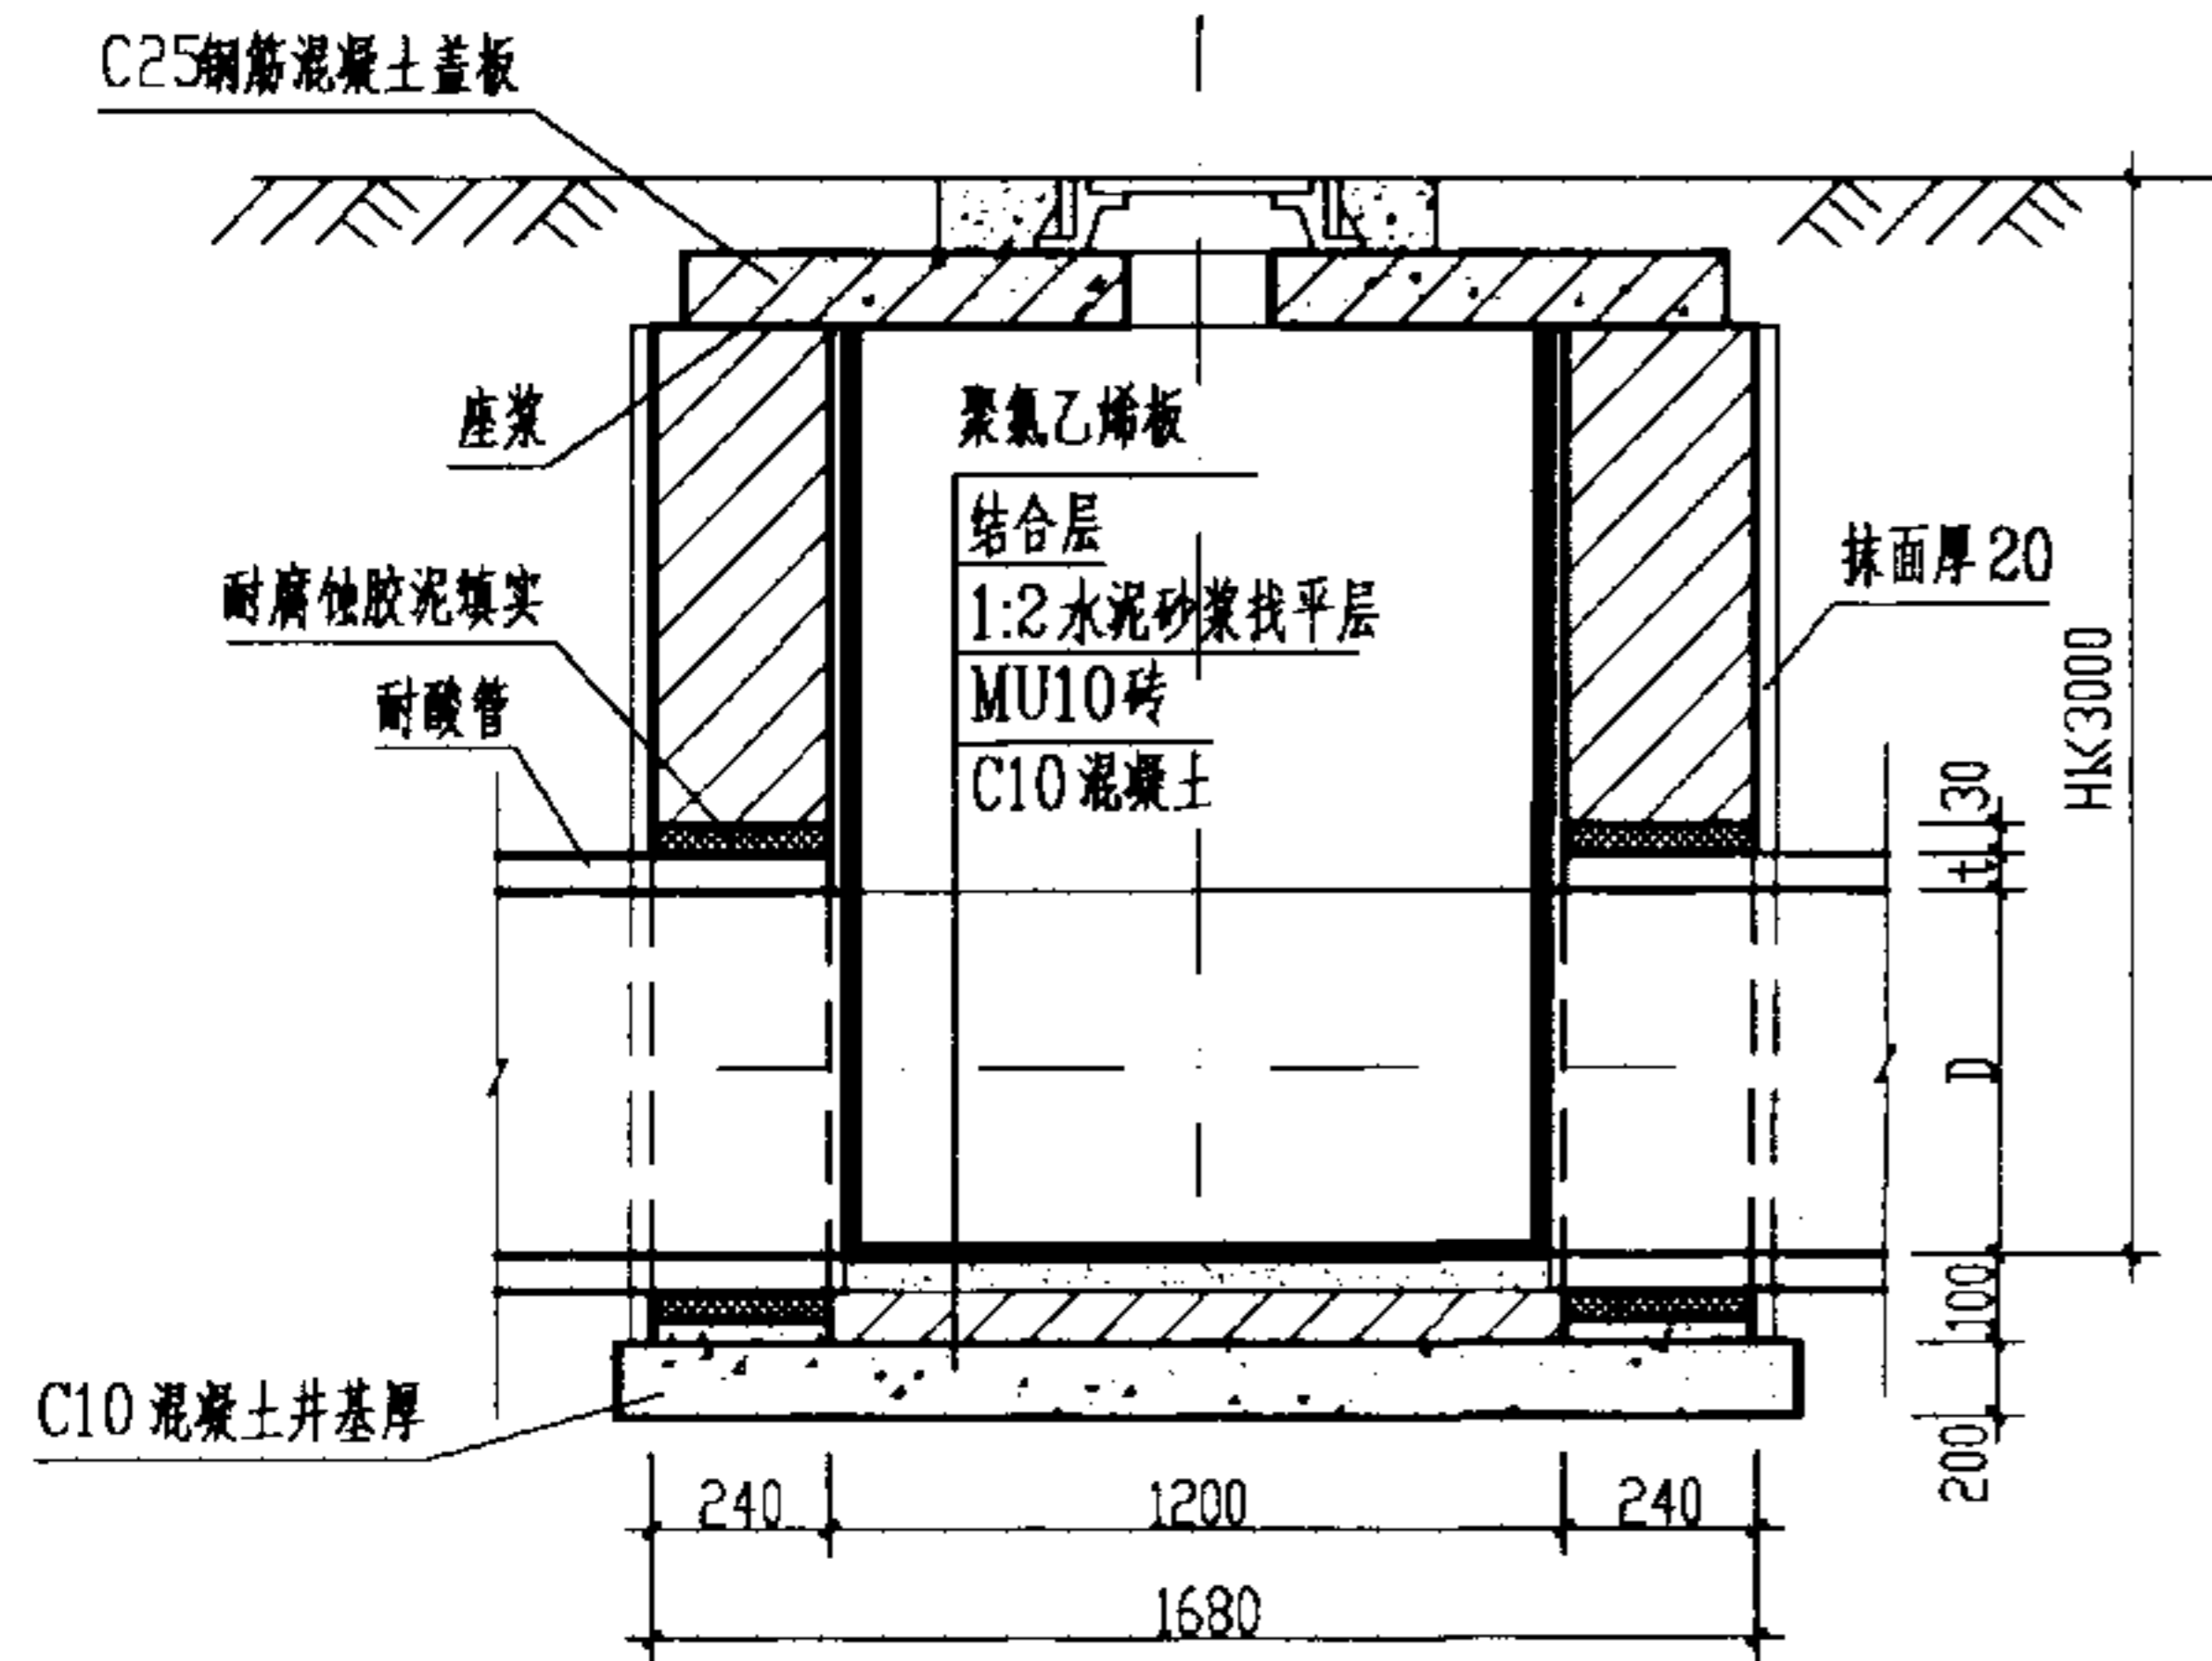 C25钢筋混凝土盖板
座浆
聚氯乙烯板
结合层
1:2水泥砂浆找平层
MU10砖
C10混凝土
抹面厚20
耐腐蚀胶泥填实
耐酸管
HK3000
30
t
D
100
200
C10混凝土井基厚
240
1200
240
1680